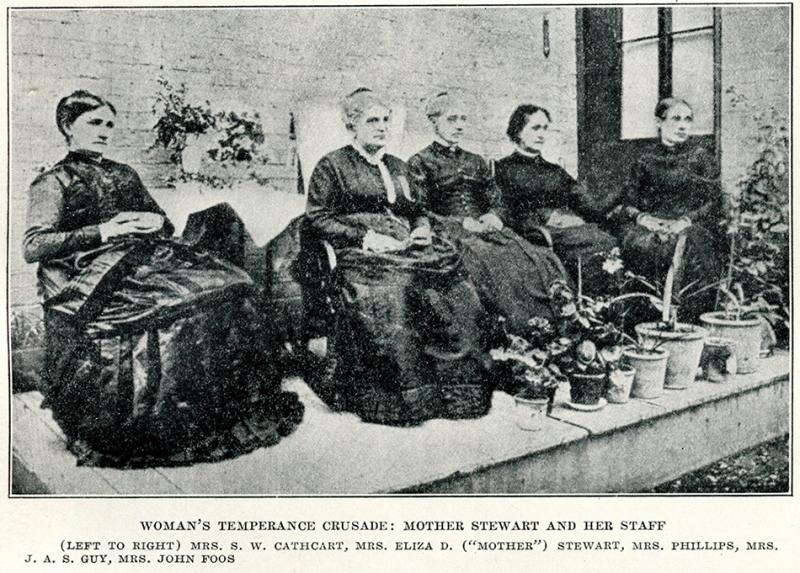 WOMAN'S TEMPERANCE CRUSADE: MOTHER STEWART AND HER STAFF
(LEFT TO RIGHT) MRS. S. W. CATHCART, MRS. ELIZA D. ("MOTHER") STEWART, MRS. PHILLIPS, MRS.
J. A. S. GUY, MRS. JOHN FOOS